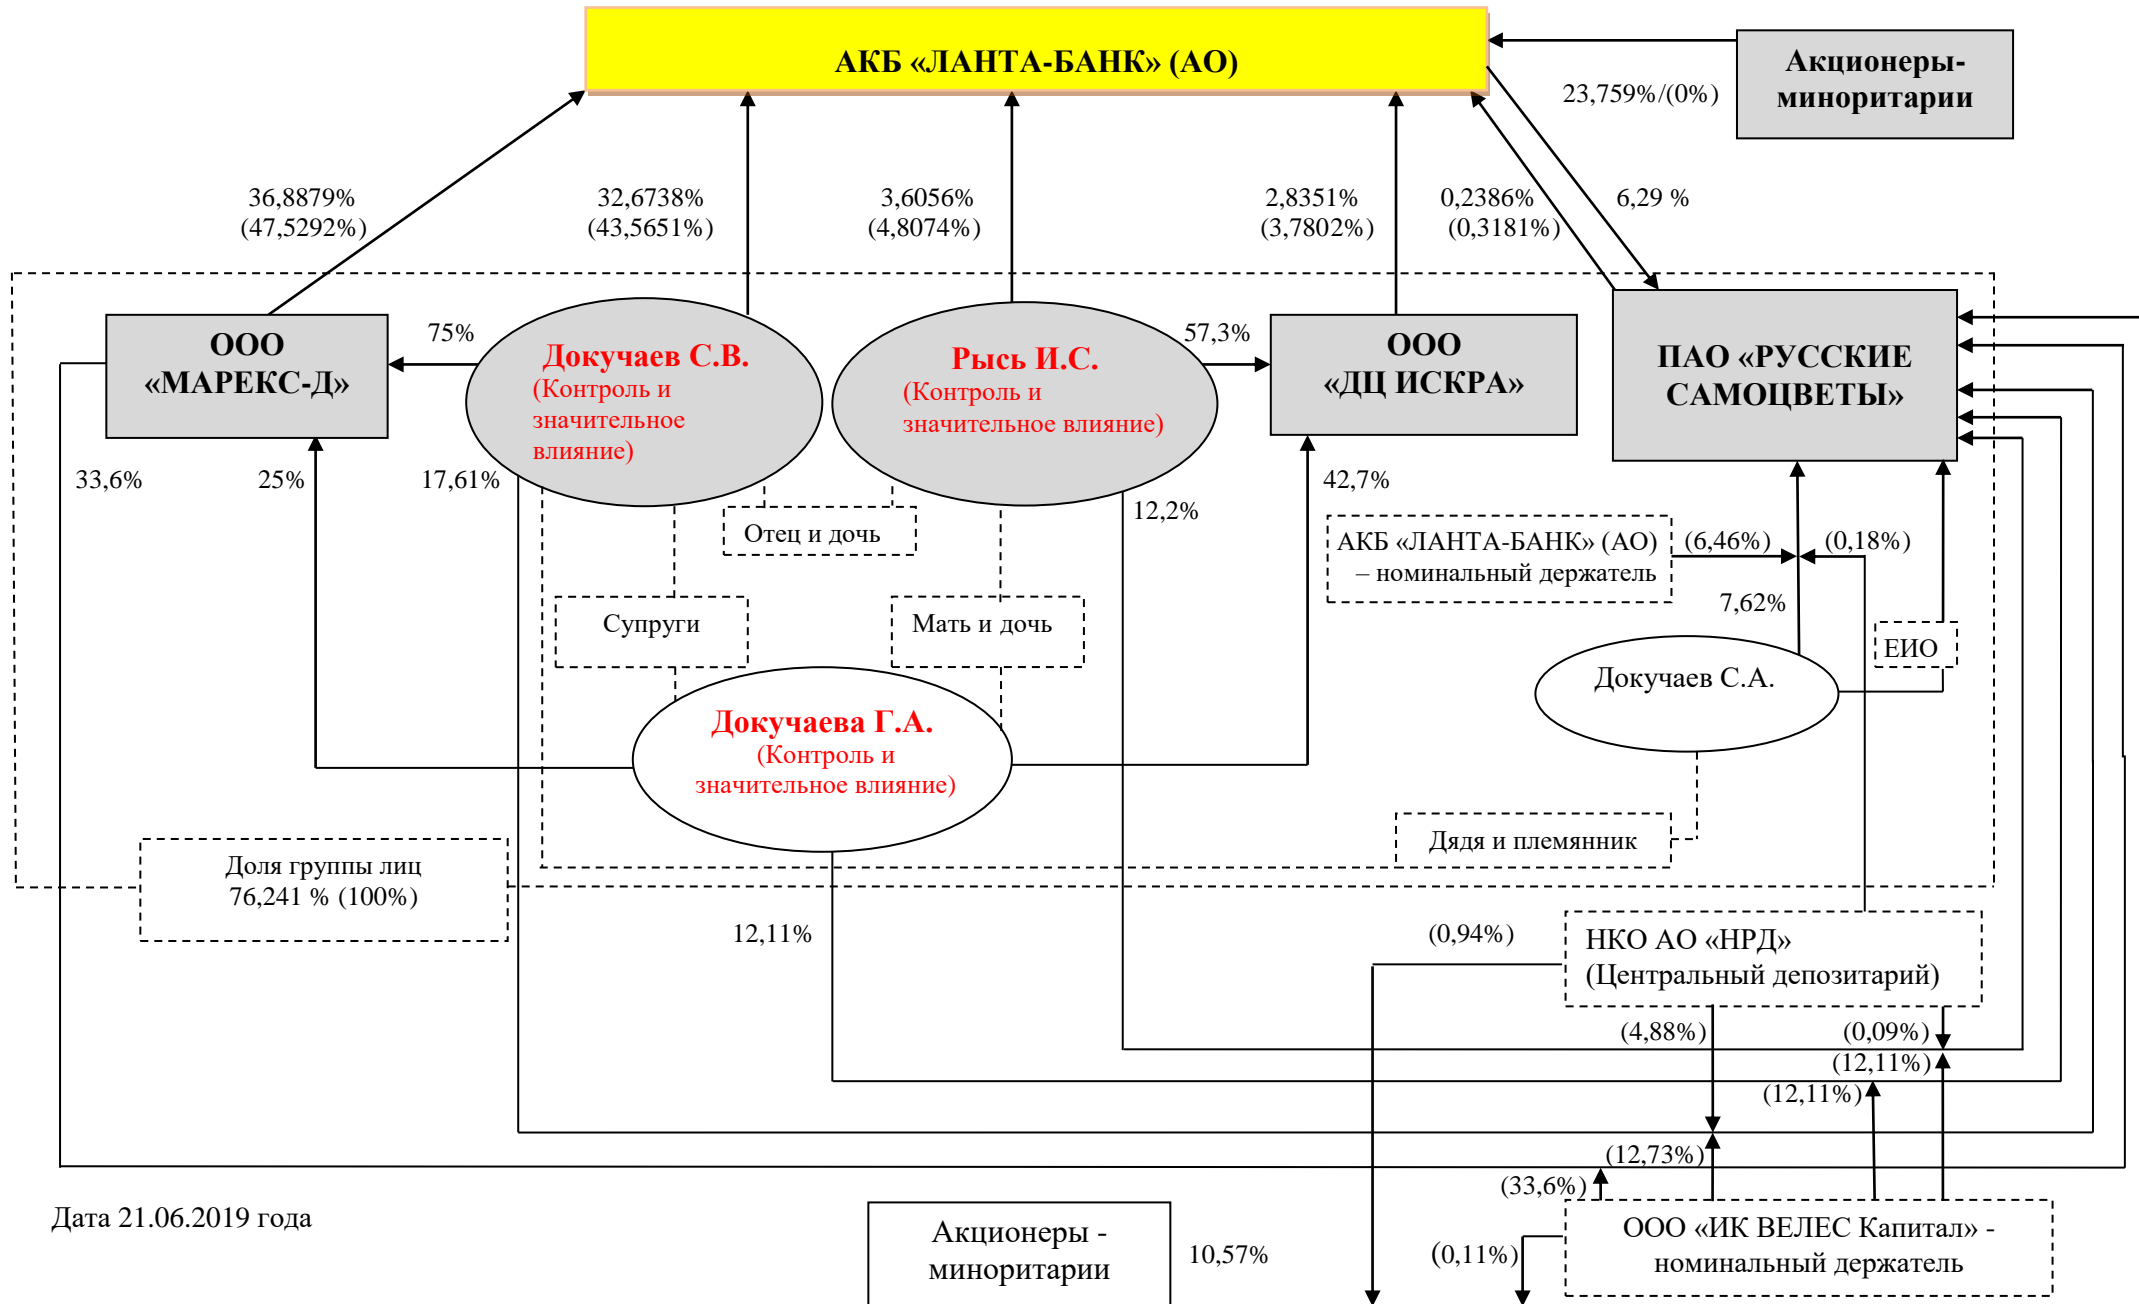 АКБ «ЛАНТА-БАНК» (АО)
Акционеры-
миноритарии
23,759%/(0%)
36,8879%
(47,5292%)
32,6738%
(43,5651%)
3,6056%
(4,8074%)
2,8351%
(3,7802%)
0,2386%
(0,3181%)
6,29 %
ООО
«МАРЕКС-Д»
75%
Докучаев С.В.
(Контроль и
значительное
влияние)
Рысь И.С.
(Контроль и
значительное влияние)
57,3%
ООО
«ДЦ ИСКРА»
ПАО «РУССКИЕ
САМОЦВЕТЫ»
33,6%
25%
17,61%
Отец и дочь
12,2%
42,7%
АКБ «ЛАНТА-БАНК» (АО)
– номинальный держатель
(6,46%)
(0,18%)
7,62%
Супруги
Мать и дочь
ЕИО
Докучаев С.А.
Докучаева Г.А.
(Контроль и
значительное влияние)
Дядя и племянник
Доля группы лиц
76,241 % (100%)
12,11%
(0,94%)
НКО АО «НРД»
(Центральный депозитарий)
(4,88%)
(0,09%)
(12,11%)
(12,11%)
(12,73%)
(33,6%)
Дата 21.06.2019 года
Акционеры -
миноритарии
10,57%
(0,11%)
ООО «ИК ВЕЛЕС Капитал» -
номинальный держатель